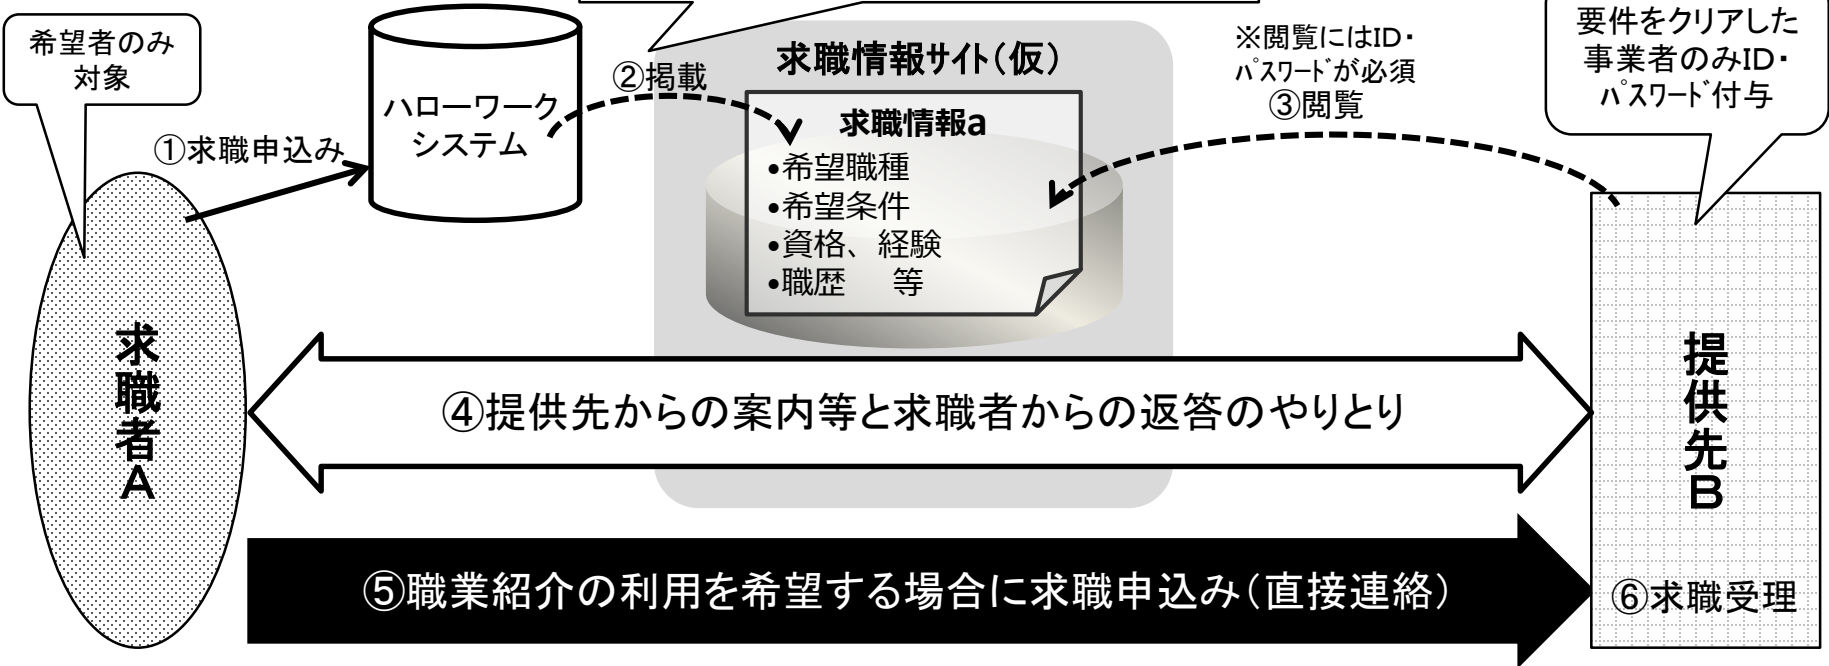 希望者のみ
対象
ハローワーク
システム
①求職申込み
②掲載
求職情報サイト(仮)
求職情報a
•希望職種
•希望条件
•資格、経験
•職歴　等
※閲覧にはID・
パスワードが必須
③閲覧
要件をクリアした
事業者のみID・
パスワード付与
求職者A
④提供先からの案内等と求職者からの返答のやりとり
提供先B
⑤職業紹介の利用を希望する場合に求職申込み(直接連絡)
⑥求職受理